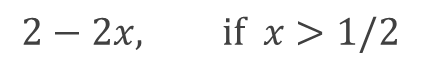 2 − 2x, if x > 1/2